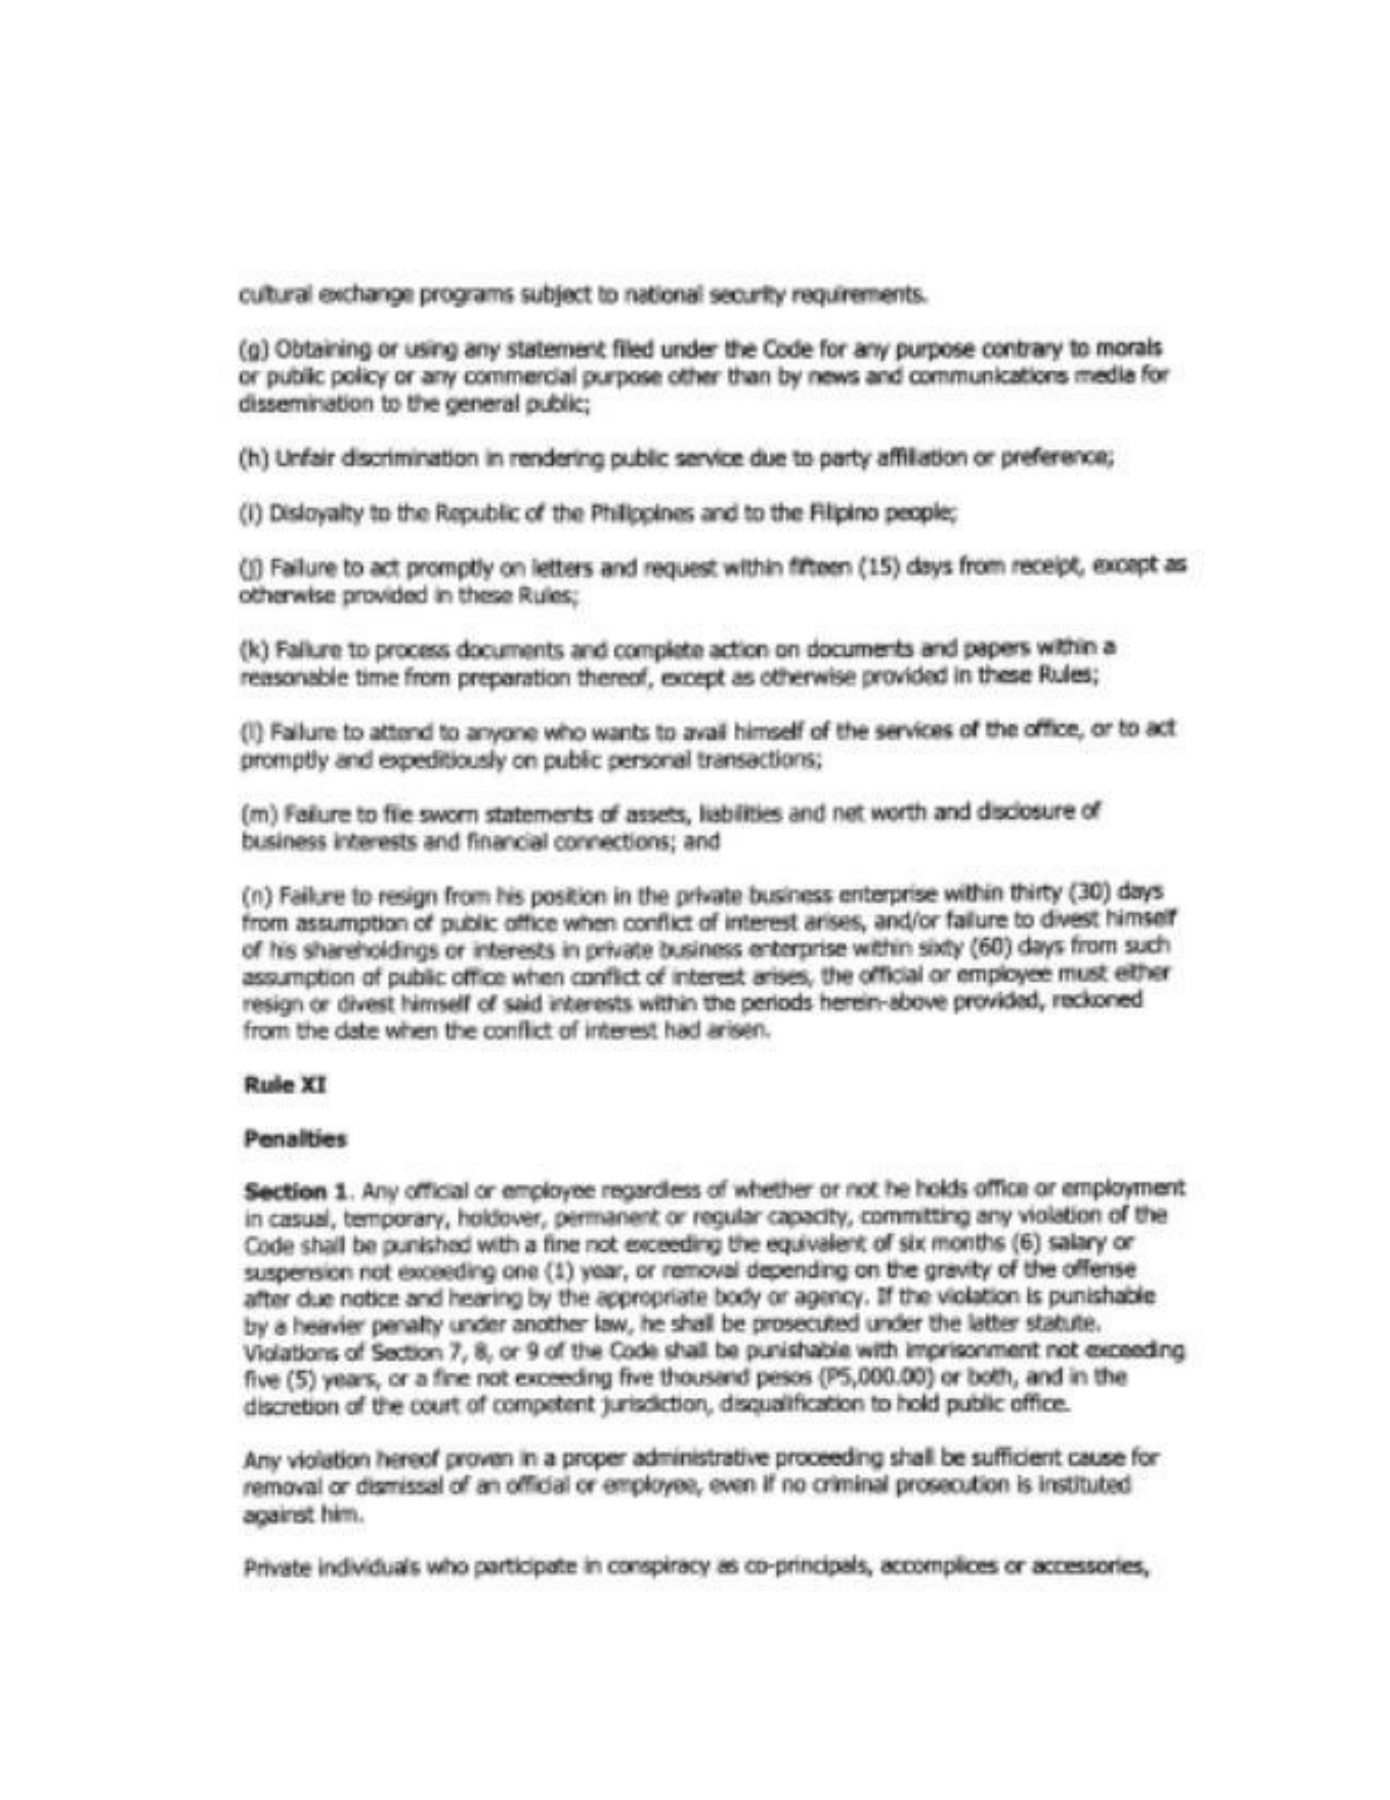 cultural exchange programs subject to national security requirements.
(g) Obtaining or using any statement filed under the Code for any purpose contrary to morals
or public policy or any commercial purpose other than by news and communications media for
dissemination to the general public;
(h) Unfair discrimination in rendering public service due to party affiliation or preference;
(i) Disloyalty to the Republic of the Philippines and to the Filipino people;
(j) Failure to act promptly on letters and request within fifteen (15) days from receipt, except as
otherwise provided in these Rules;
(k) Failure to process documents and complete action on documents and papers within a
reasonable time from preparation thereof, except as otherwise provided in these Rules;
(l) Failure to attend to anyone who wants to avail himself of the services of the office, or to act
promptly and expeditiously on public personal transactions;
(m) Failure to file sworn statements of assets, liabilities and net worth and disclosure of
business interests and financial connections; and
(n) Failure to resign from his position in the private business enterprise within thirty (30) days
from assumption of public office when conflict of interest arises, and/or failure to divest himself
of his shareholdings or interests in private business enterprise within sixty (60) days from such
assumption of public office when conflict of interest arises, the official or employee must either
resign or divest himself of said interests within the periods herein-above provided, reckoned
from the date when the conflict of interest had arisen.
Rule XI
Penalties
Section 1. Any official or employee regardless of whether or not he holds office or employment
in casual, temporary, holdover, permanent or regular capacity, committing any violation of the
Code shall be punished with a fine not exceeding the equivalent of six months (6) salary or
suspension not exceeding one (1) year, or removal depending on the gravity of the offense
after due notice and hearing by the appropriate body or agency. If the violation is punishable
by a heavier penalty under another law, he shall be prosecuted under the latter statute.
Violations of Section 7, 8, or 9 of the Code shall be punishable with imprisonment not exceeding
five (5) years, or a fine not exceeding five thousand pesos (P5,000.00) or both, and in the
discretion of the court of competent jurisdiction, disqualification to hold public office.
Any violation hereof proven in a proper administrative proceeding shall be sufficient cause for
removal or dismissal of an official or employee, even if no criminal prosecution is instituted
against him.
Private individuals who participate in conspiracy as co-principals, accomplices or accessories,